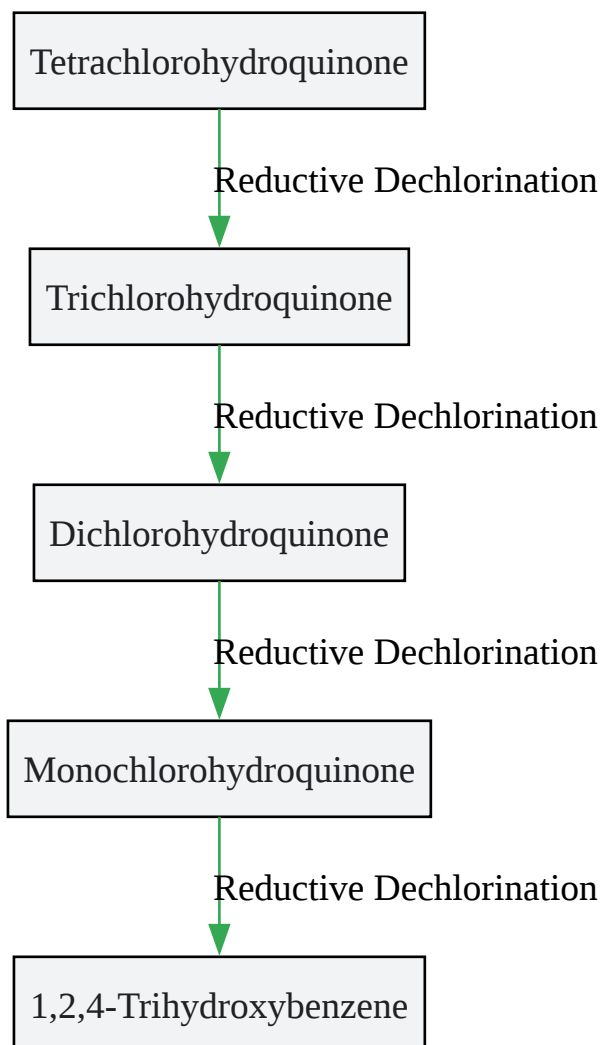 Tetrachlorohydroquinone
Reductive Dechlorination
Trichlorohydroquinone
Reductive Dechlorination
Dichlorohydroquinone
Reductive Dechlorination
Monochlorohydroquinone
Reductive Dechlorination
1,2,4-Trihydroxybenzene